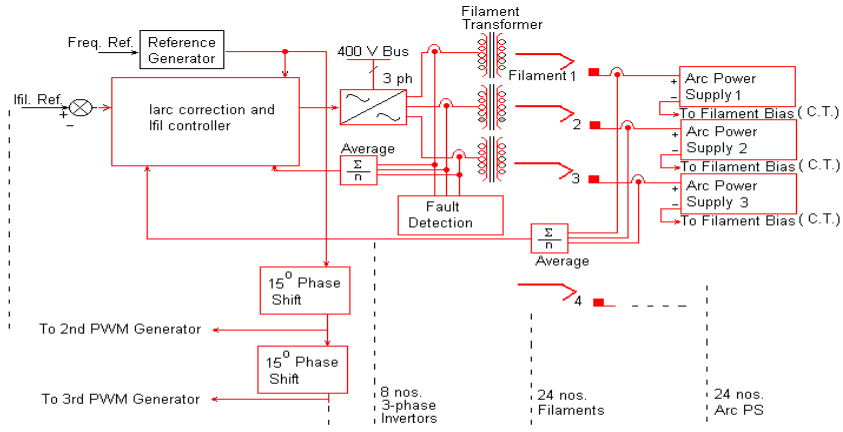 Filament
Transformer
Freq. Ref.
Reference
Generator
400 V Bus
3 ph
Filament 1
Arc Power
Supply 1
+
−
To Filament Bias ( C.T.)
Ifil. Ref.
+
−
Iarc correction and
Ifil controller
2
Arc Power
Supply 2
+
−
To Filament Bias ( C.T.)
Average
Σ
n
3
Arc Power
Supply 3
+
−
To Filament Bias ( C.T.)
Fault
Detection
Σ
n
Average
15° Phase
Shift
4
To 2nd PWM Generator
15° Phase
Shift
To 3rd PWM Generator
8 nos.
3-phase
Invertors
24 nos.
Filaments
24 nos.
Arc PS